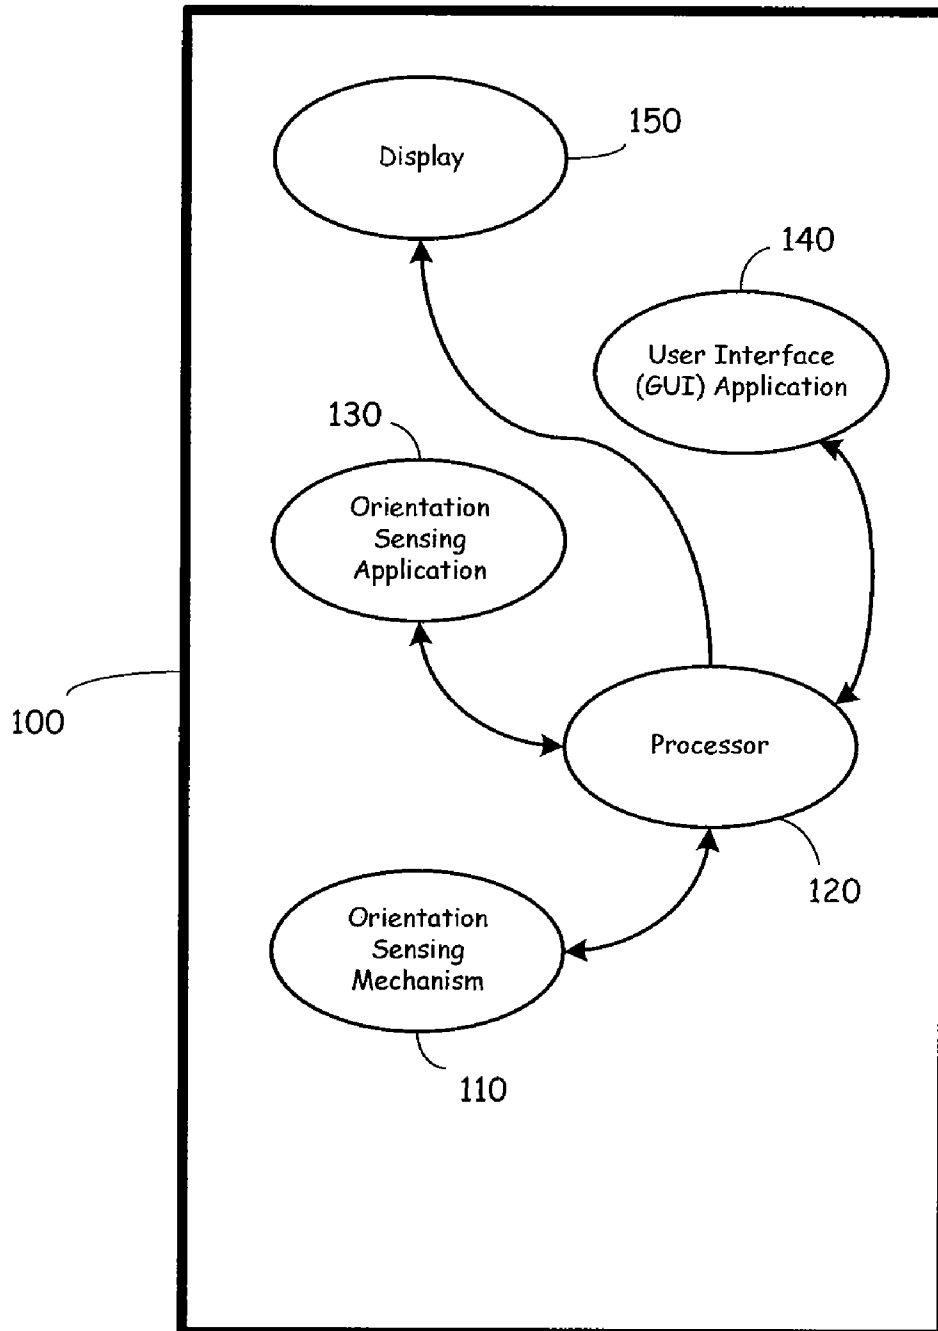 150
Display
140
User Interface
(GUI) Application
130
Orientation
Sensing
Application
100
Processor
120
Orientation
Sensing
Mechanism
110